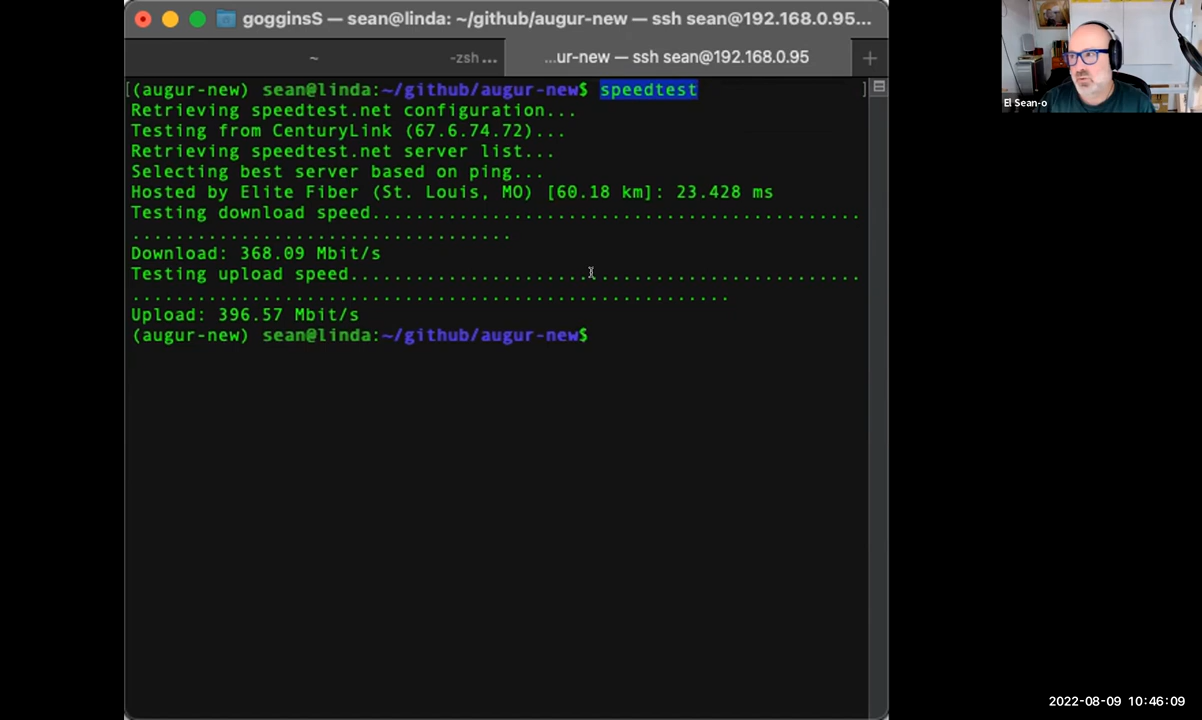 gogginsS — sean@linda: ~/github/augur-new — ssh sean@192.168.0.95...
~ -zsh... ...ur-new — ssh sean@192.168.0.95 +
[(augur-new) sean@linda:~/github/augur-new$ speedtest ]
Retrieving speedtest.net configuration...
Testing from CenturyLink (67.6.74.72)...
Retrieving speedtest.net server list...
Selecting best server based on ping...
Hosted by Elite Fiber (St. Louis, MO) [60.18 km]: 23.428 ms
Testing download speed.............................................
...................................
Download: 368.09 Mbit/s
Testing upload speed...............................................
.......................................................
Upload: 396.57 Mbit/s
(augur-new) sean@linda:~/github/augur-new$
El Sean-o
2022-08-09 10:46:09